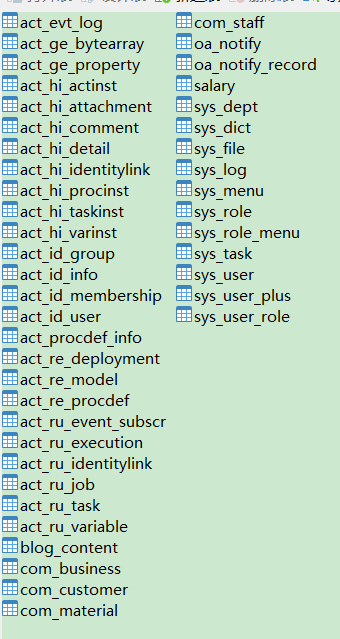 act_evt_log
act_ge_bytearray
act_ge_property
act_hi_actinst
act_hi_attachment
act_hi_comment
act_hi_detail
act_hi_identitylink
act_hi_procinst
act_hi_taskinst
act_hi_varinst
act_id_group
act_id_info
act_id_membership
act_id_user
act_procdef_info
act_re_deployment
act_re_model
act_re_procdef
act_ru_event_subscr
act_ru_execution
act_ru_identitylink
act_ru_job
act_ru_task
act_ru_variable
blog_content
com_business
com_customer
com_material
com_staff
oa_notify
oa_notify_record
salary
sys_dept
sys_dict
sys_file
sys_log
sys_menu
sys_role
sys_role_menu
sys_task
sys_user
sys_user_plus
sys_user_role